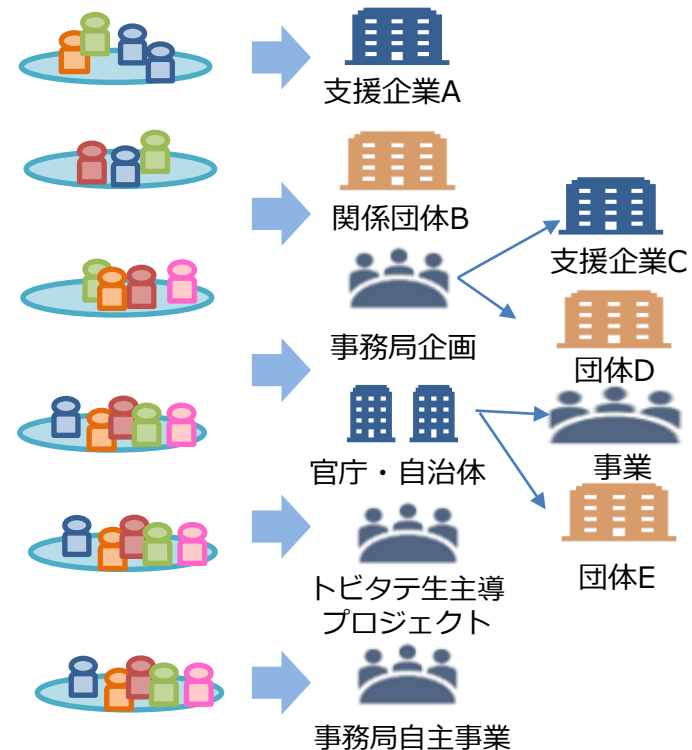 支援企業A
関係団体B
支援企業C
事務局企画
団体D
官庁・自治体
事業
トビタテ生主導
プロジェクト
団体E
事務局自主事業